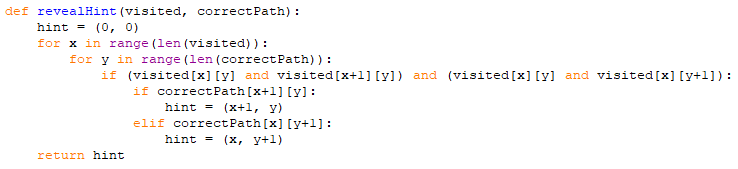 def revealHint(visited, correctPath):
    hint = (0, 0)
    for x in range(len(visited)):
        for y in range(len(correctPath)):
            if (visited[x][y] and visited[x+1][y]) and (visited[x][y] and visited[x][y+1]):
                if correctPath[x+1][y]:
                    hint = (x+1, y)
                elif correctPath[x][y+1]:
                    hint = (x, y+1)
    return hint